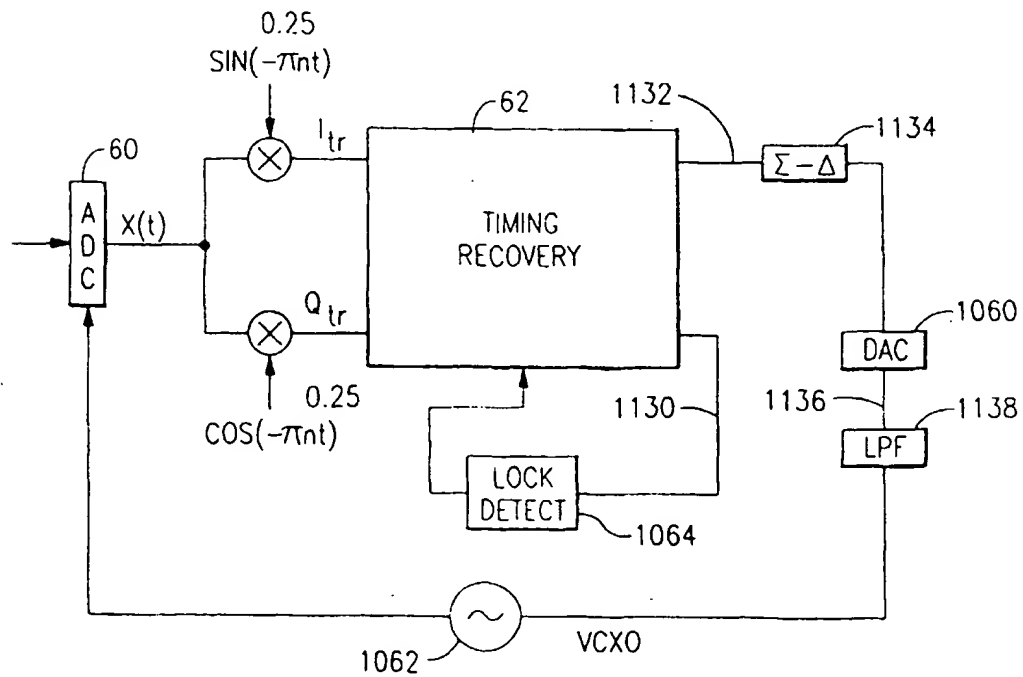 0.25
SIN(-πnt)
60
ADC
X(t)
I_tr
62
TIMING
RECOVERY
Q_tr
0.25
COS(-πnt)
1132
1134
Σ-Δ
1060
DAC
1136
1138
LPF
1130
LOCK
DETECT
1064
1062
VCXO